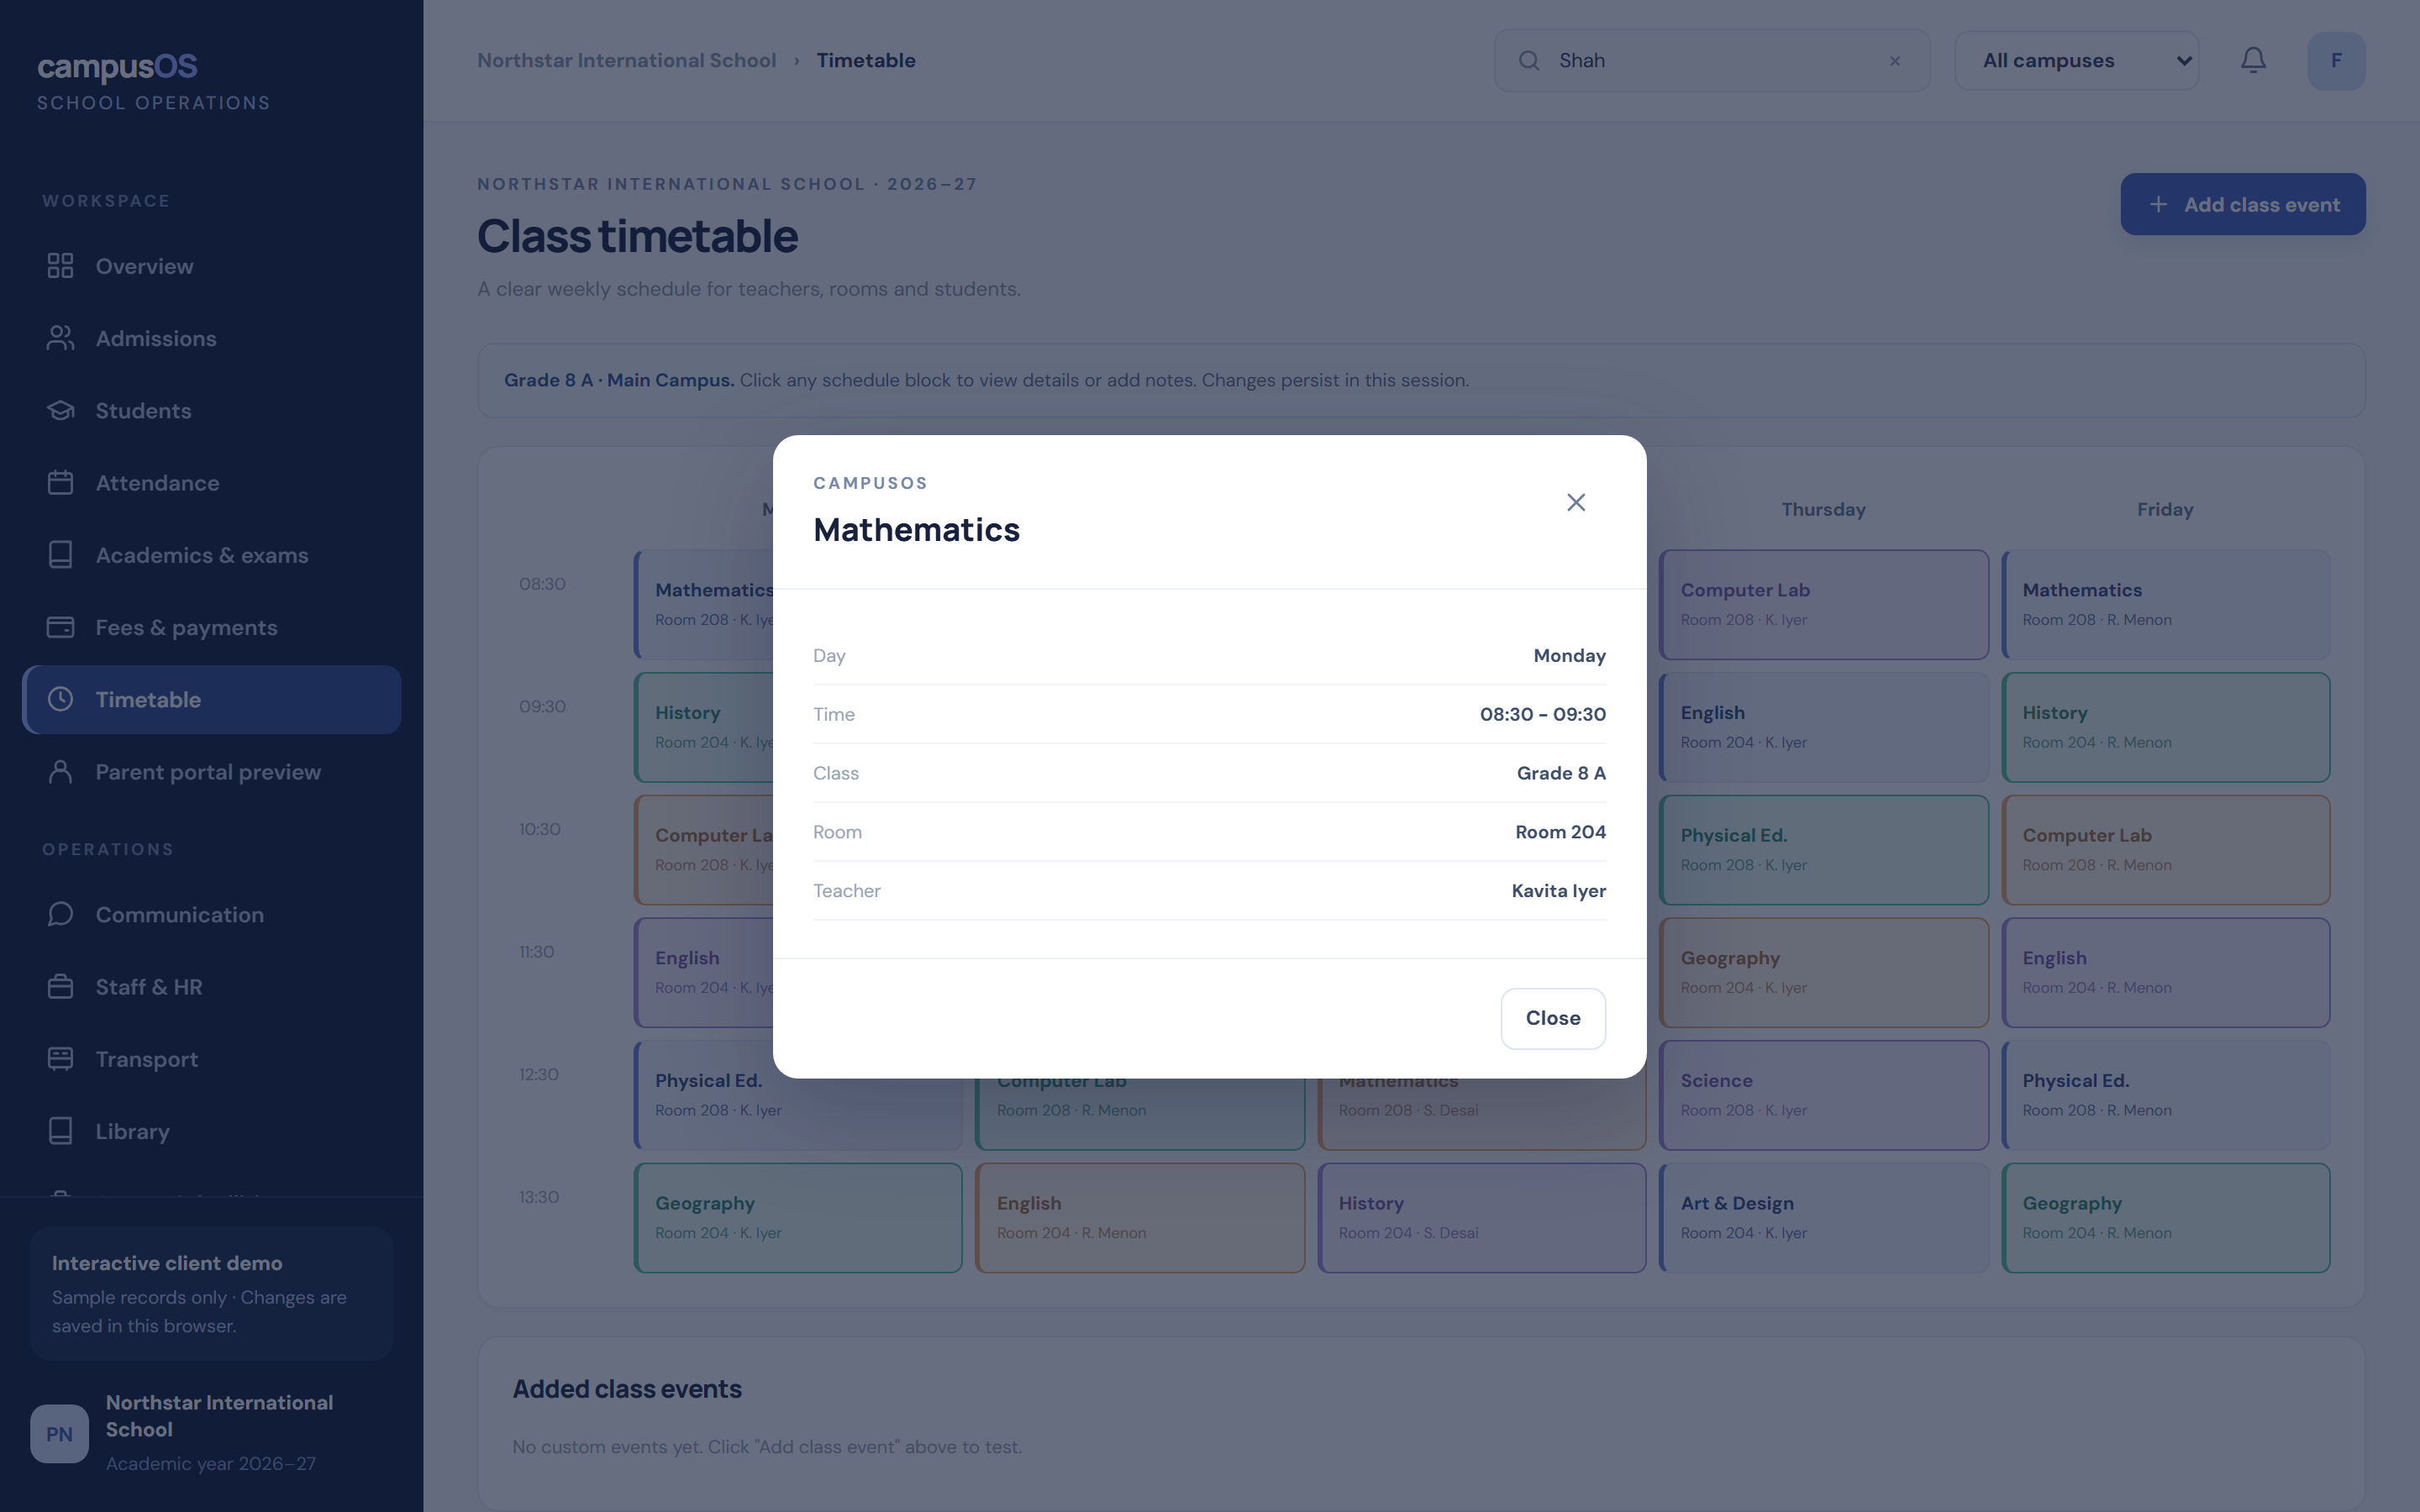 campusOS
SCHOOL OPERATIONS
WORKSPACE
Overview
Admissions
Students
Attendance
Academics & exams
Fees & payments
Timetable
Parent portal preview
OPERATIONS
Communication
Staff & HR
Transport
Library
Interactive client demo
Sample records only · Changes are
saved in this browser.
PN
Northstar International
School
Academic year 2026–27
Northstar International School › Timetable
Shah ×
All campuses
F
NORTHSTAR INTERNATIONAL SCHOOL · 2026–27
Class timetable
A clear weekly schedule for teachers, rooms and students.
+ Add class event
Grade 8 A · Main Campus. Click any schedule block to view details or add notes. Changes persist in this session.
Thursday Friday
08:30
Mathematics
Room 208 · K.
Computer Lab
Room 208 · K. Iyer
Mathematics
Room 208 · R. Menon
09:30
History
Room 204 · K.
English
Room 204 · K. Iyer
History
Room 204 · R. Menon
10:30
Computer
Room 208 · K.
Physical Ed.
Room 208 · K. Iyer
Computer Lab
Room 208 · R. Menon
11:30
English
Room 204 · K.
Geography
Room 204 · K. Iyer
English
Room 204 · R. Menon
12:30
Physical Ed.
Room 208 · K. Iyer
Computer Lab
Room 208 · R. Menon
Mathematics
Room 208 · S. Desai
Science
Room 208 · K. Iyer
Physical Ed.
Room 208 · R. Menon
13:30
Geography
Room 204 · K. Iyer
English
Room 204 · R. Menon
History
Room 204 · S. Desai
Art & Design
Room 204 · K. Iyer
Geography
Room 204 · R. Menon
CAMPUSOS
Mathematics
Day Monday
Time 08:30 – 09:30
Class Grade 8 A
Room Room 204
Teacher Kavita Iyer
Close
Added class events
No custom events yet. Click "Add class event" above to test.